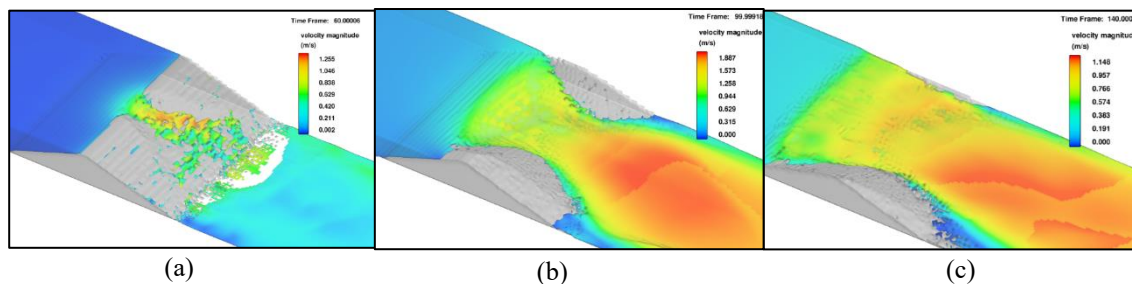 Time Frame: 60.00006
velocity magnitude
(m/s)
1.255
1.046
0.838
0.629
0.420
0.211
0.002
Time Frame: 99.99918
velocity magnitude
(m/s)
1.887
1.573
1.258
0.944
0.629
0.315
0.000
Time Frame: 140.000
velocity magnitude
(m/s)
1.148
0.957
0.766
0.574
0.383
0.191
0.000
(a)
(b)
(c)